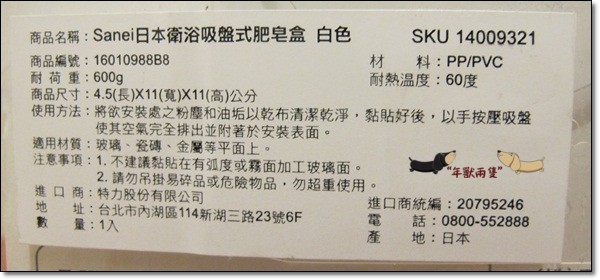 商品名稱：Sanei日本衛浴吸盤式肥皂盒 白色 SKU 14009321
商品編號：16010988B8 材　　料：PP/PVC
耐 荷 重：600g 耐熱温度：60度
商品尺寸：4.5(長)X11(寬)X11(高)公分
使用方法：將欲安裝處之粉塵和油垢以乾布清潔乾淨，黏貼好後，以手按壓吸盤
使其空氣完全排出並附著於安裝表面。
適用材質：玻璃、瓷磚、金屬等平面上。
注意事項：1. 不建議黏貼在有弧度或霧面加工玻璃面。
2. 請勿吊掛易碎品或危險物品，勿超重使用。
"年獸兩隻"
進 口 商：特力股份有限公司 進口商統編：20795246
地　　址：台北市內湖區114新湖三路23號6F 電　　話：0800-552888
數　　量：1入 產　　地：日本